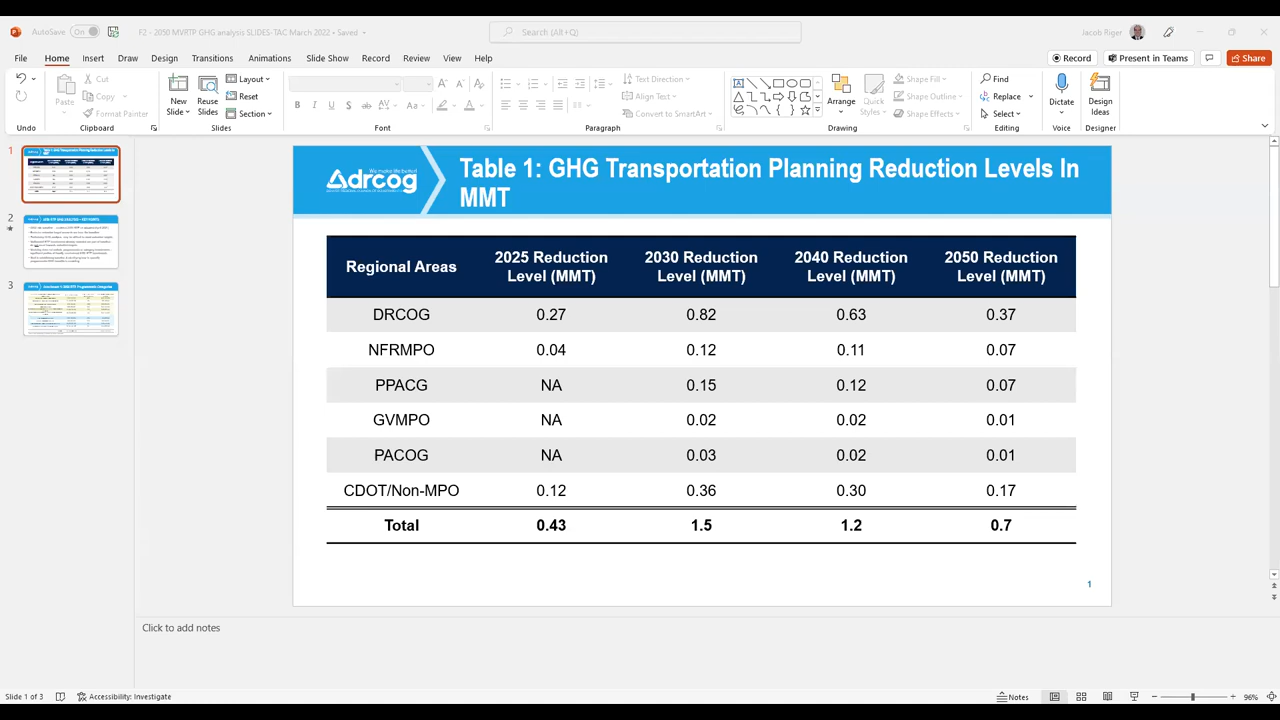 AutoSave On F2 - 2050 MVRTP GHG analysis SLIDES- TAC March 2022 • Saved Search (Alt+Q) Jacob Riger
File Home Insert Draw Design Transitions Animations Slide Show Record Review View Help Record Present in Teams Share
Cut
Copy
Format Painter
Paste
New Slide
Reuse Slides
Layout
Reset
Section
Text Direction
Align Text
Convert to SmartArt
Arrange
Quick Styles
Shape Fill
Shape Outline
Shape Effects
Find
Replace
Select
Dictate
Design Ideas
Undo Clipboard Slides Font Paragraph Drawing Editing Voice Designer
1
2
3
drcog
We make life better!
Table 1: GHG Transportation Planning Reduction Levels In
MMT
Regional Areas 2025 Reduction Level (MMT) 2030 Reduction Level (MMT) 2040 Reduction Level (MMT) 2050 Reduction Level (MMT)
DRCOG 0.27 0.82 0.63 0.37
NFRMPO 0.04 0.12 0.11 0.07
PPACG NA 0.15 0.12 0.07
GVMPO NA 0.02 0.02 0.01
PACOG NA 0.03 0.02 0.01
CDOT/Non-MPO 0.12 0.36 0.30 0.17
Total 0.43 1.5 1.2 0.7
1
Click to add notes
Slide 1 of 3 Accessibility: Investigate Notes 96%